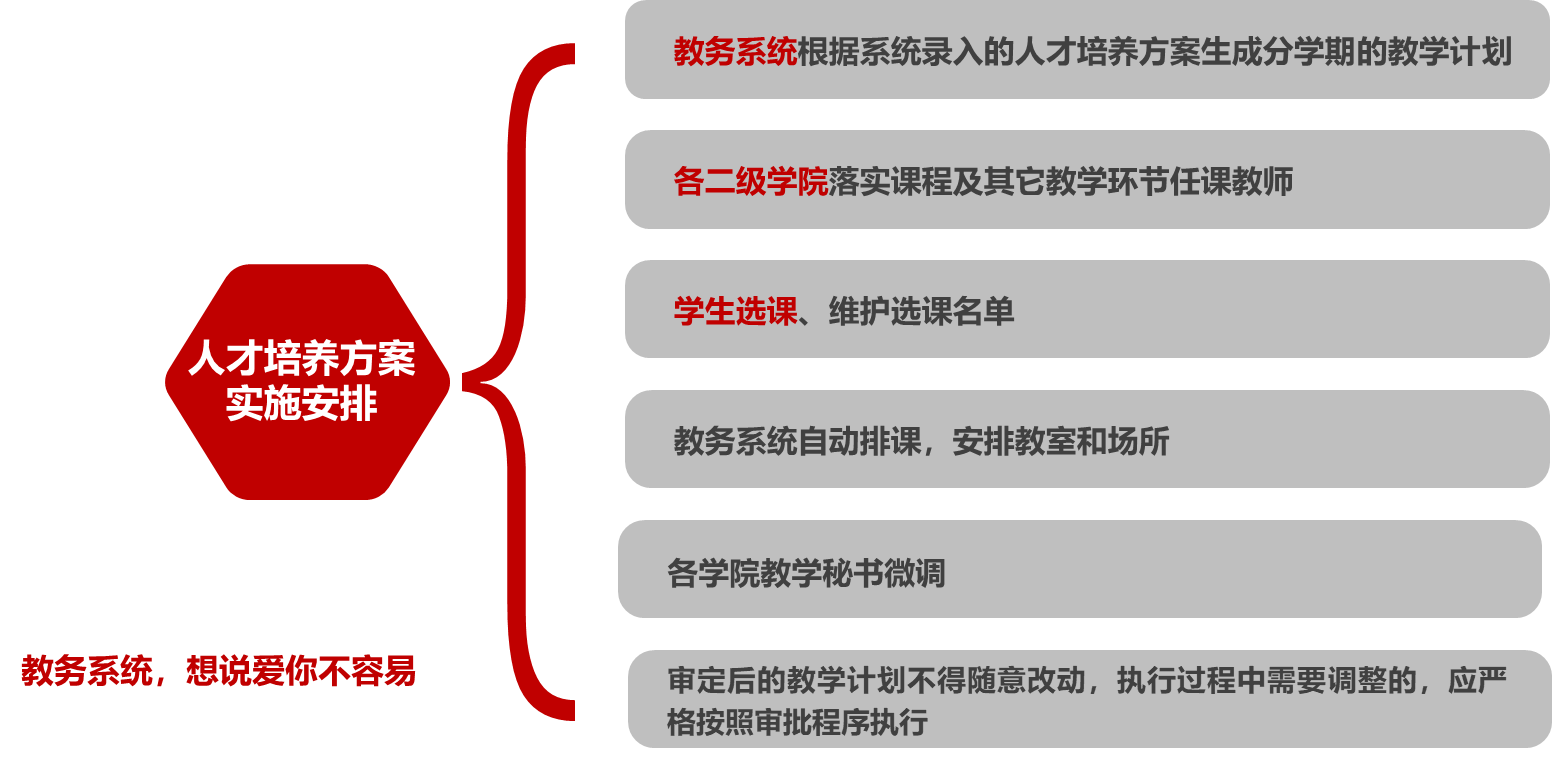 人才培养方案
实施安排
教务系统根据系统录入的人才培养方案生成分学期的教学计划
各二级学院落实课程及其它教学环节任课教师
学生选课、维护选课名单
教务系统自动排课，安排教室和场所
各学院教学秘书微调
审定后的教学计划不得随意改动，执行过程中需要调整的，应严
格按照审批程序执行
教务系统，想说爱你不容易